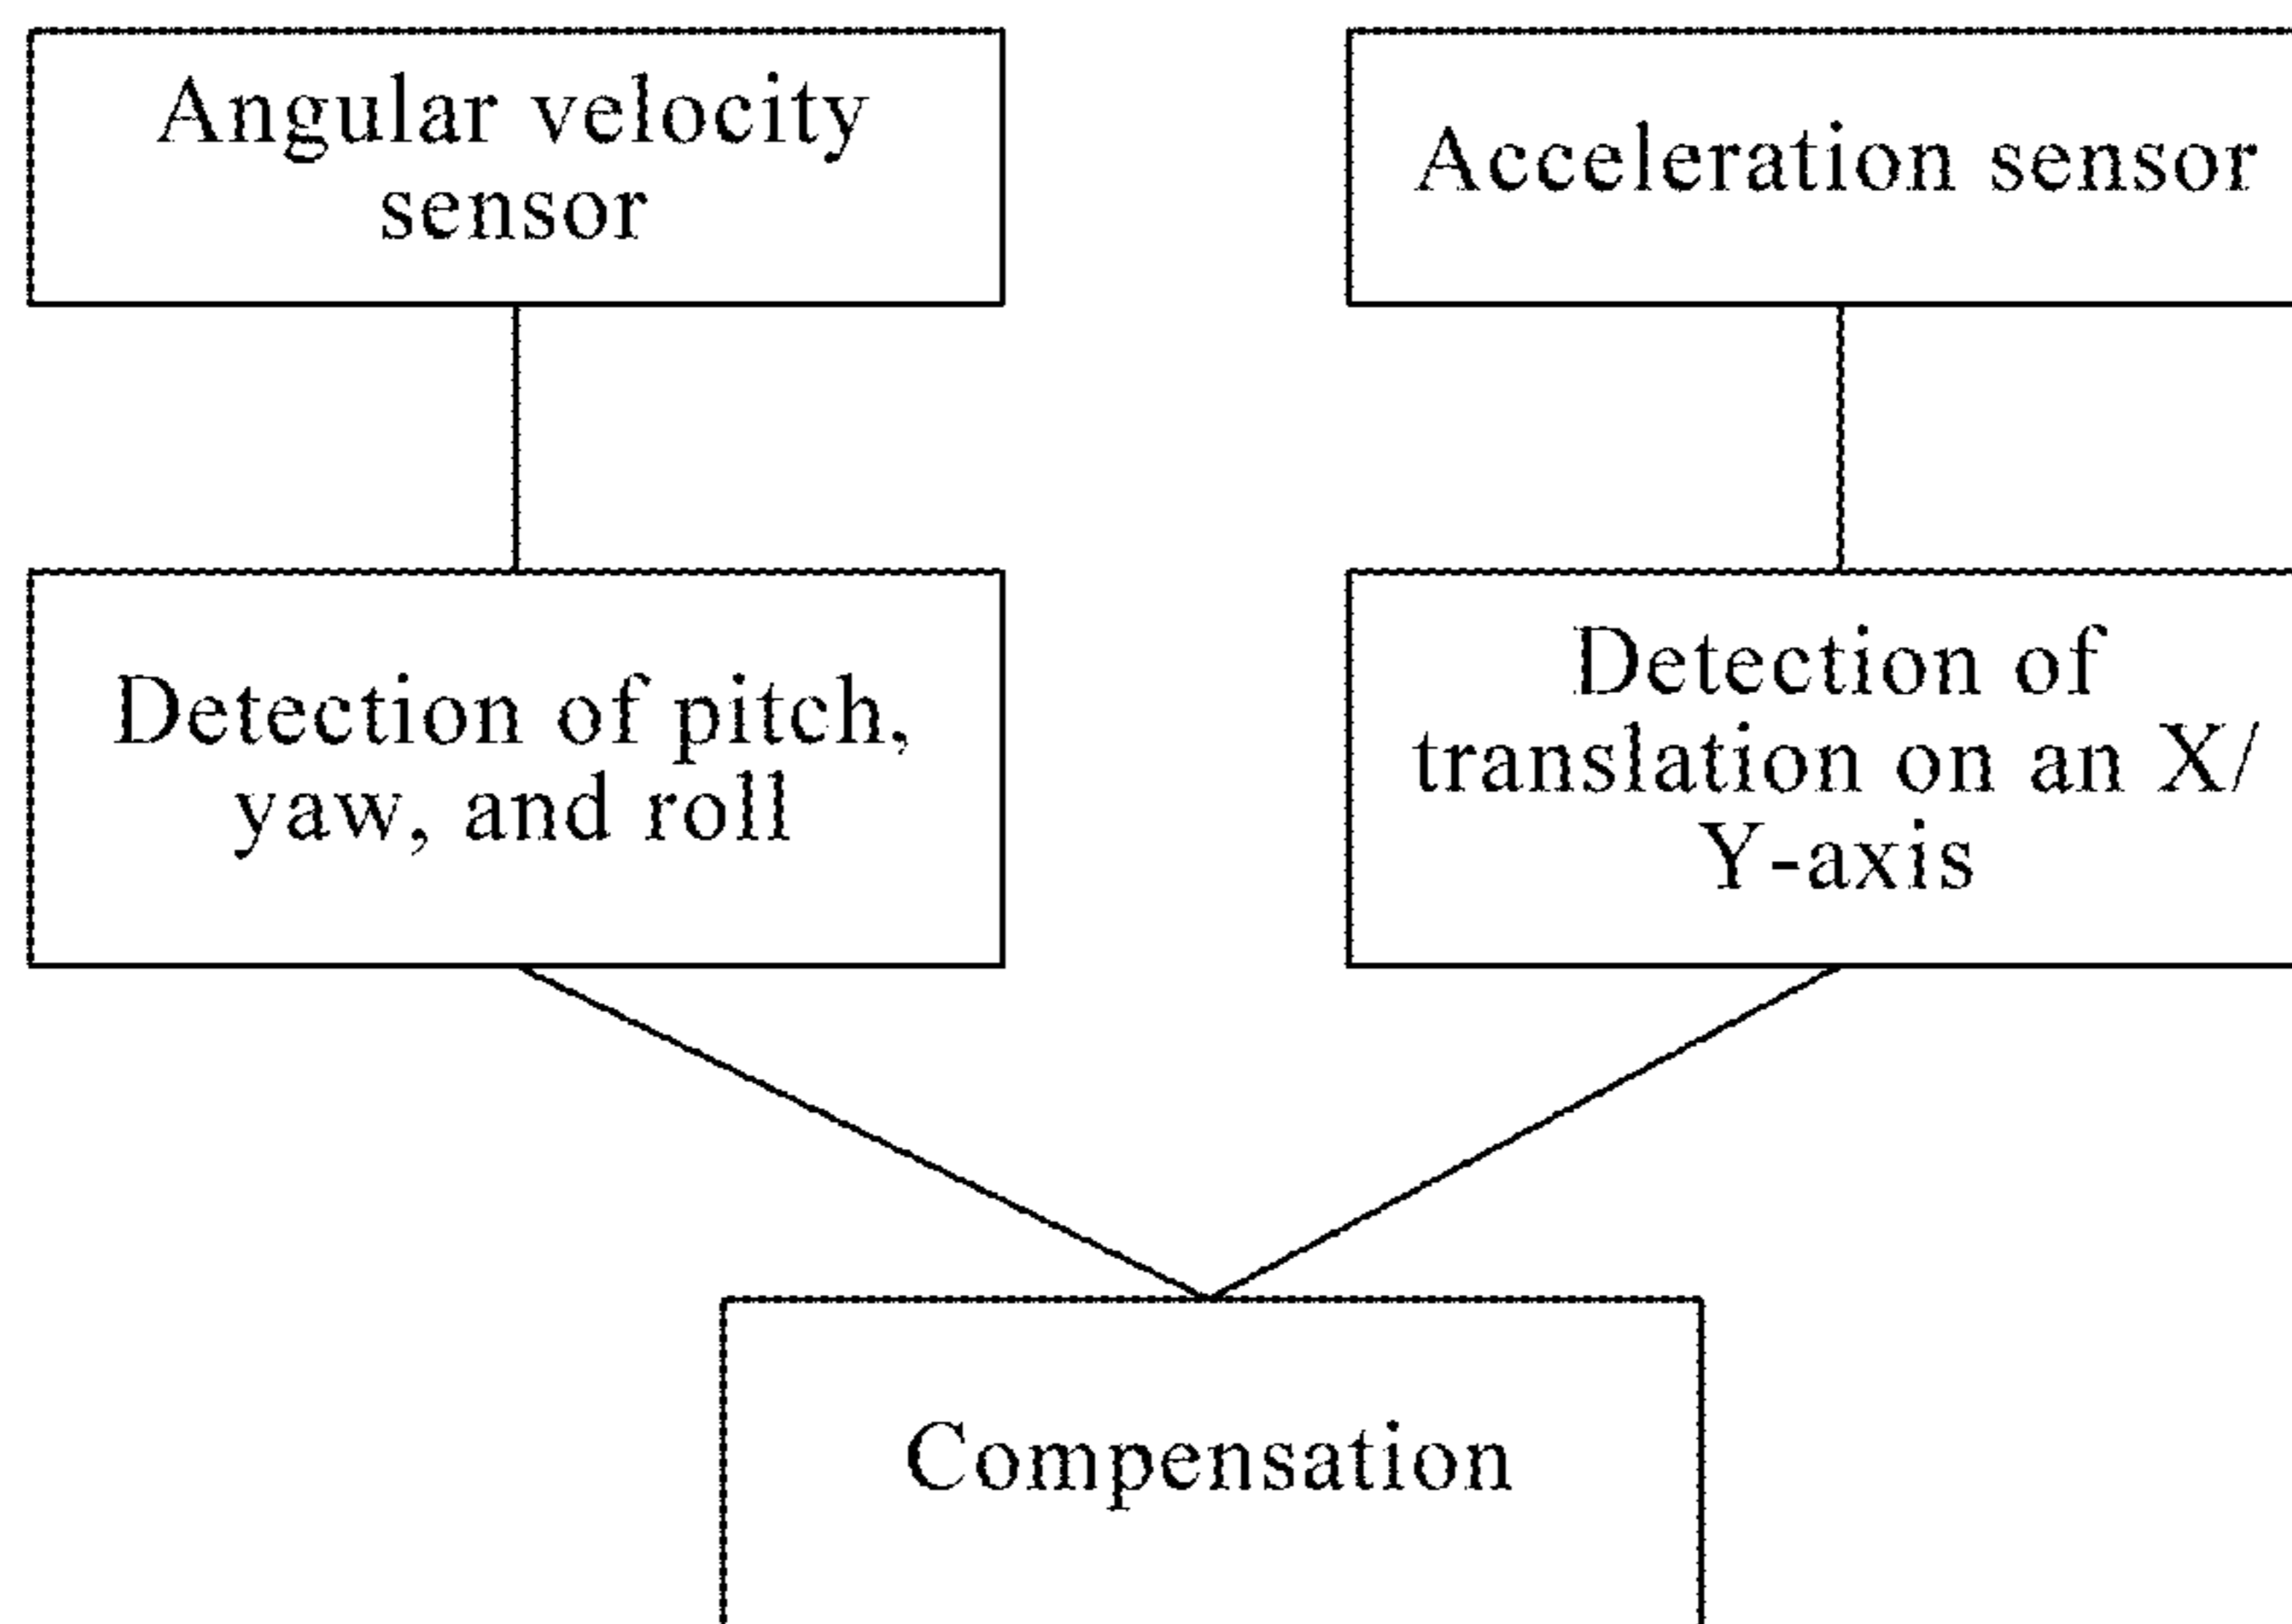 Angular velocity
sensor
Acceleration sensor
Detection of pitch,
yaw, and roll
Detection of
translation on an X/
Y-axis
Compensation